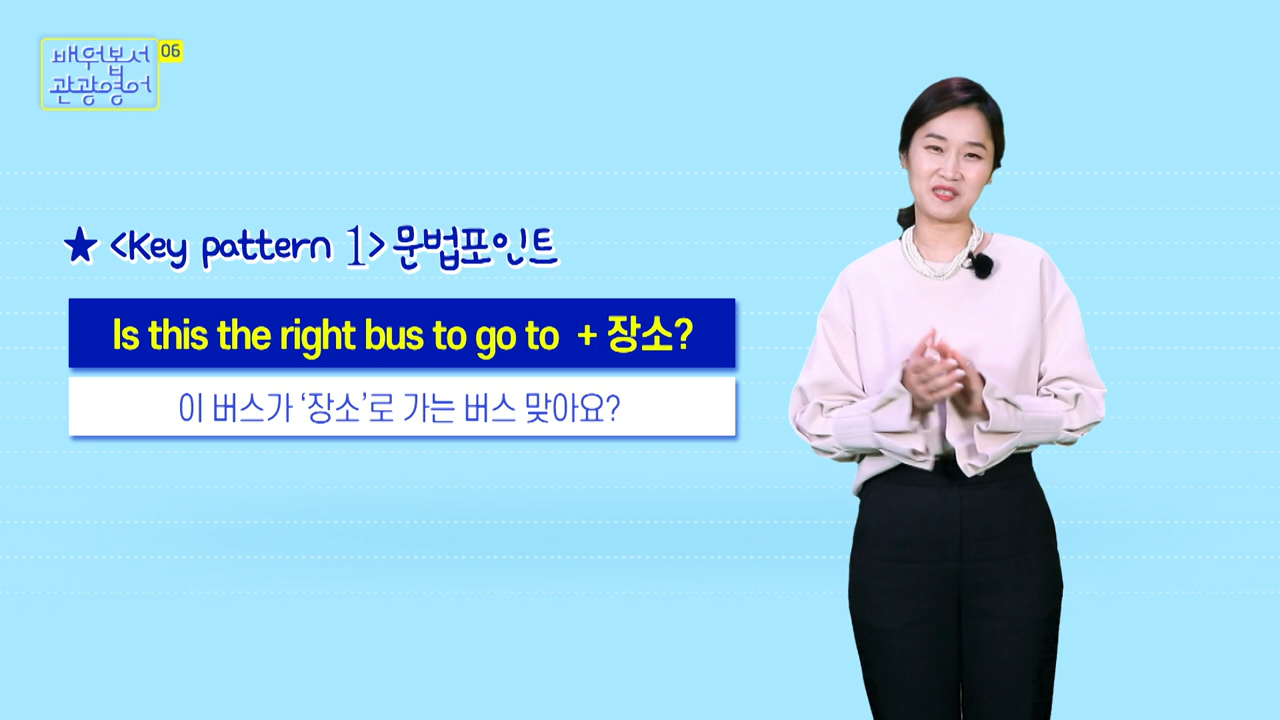 배워봅서 06
관광영어
★ <Key pattern 1> 문법포인트
Is this the right bus to go to + 장소?
이 버스가 ‘장소’로 가는 버스 맞아요?